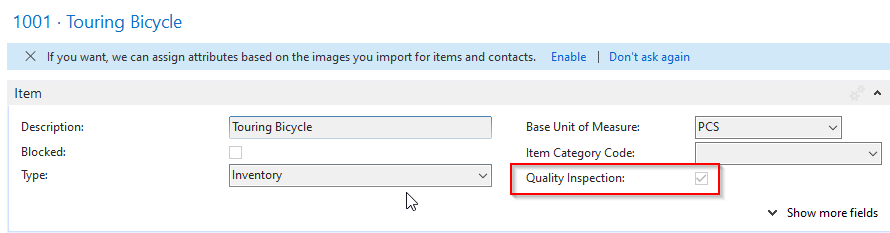 1001 · Touring Bicycle
If you want, we can assign attributes based on the images you import for items and contacts. Enable | Don't ask again
Item
Description: Touring Bicycle
Base Unit of Measure: PCS
Blocked:
Item Category Code:
Type: Inventory
Quality Inspection:
Show more fields